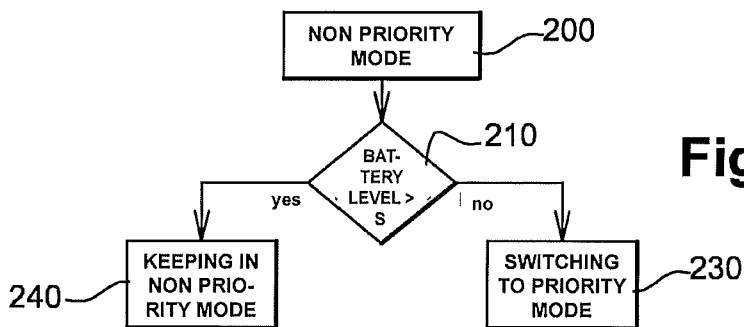 NON PRIORITY
MODE
200
BAT-
TERY
LEVEL >
S
210
yes
no
Fig
KEEPING IN
NON PRIO-
RITY MODE
240
SWITCHING
TO PRIORITY
MODE
230